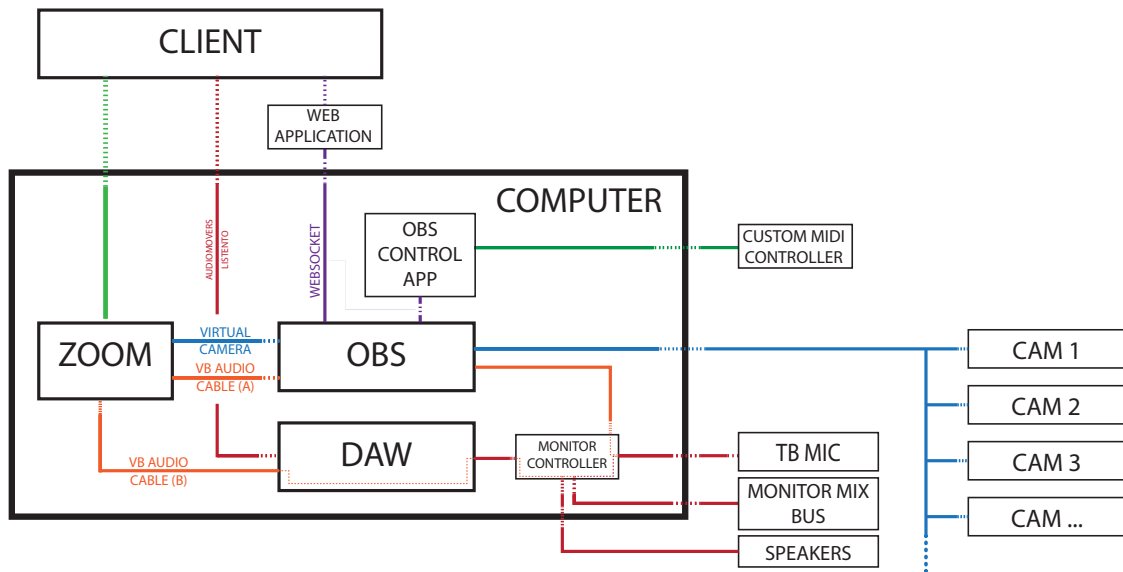 CLIENT
WEB
APPLICATION
COMPUTER
AUDIOMOVERS
LISTENTO
WEBSOCKET
OBS
CONTROL
APP
CUSTOM MIDI
CONTROLLER
ZOOM
VIRTUAL
CAMERA
VB AUDIO
CABLE (A)
OBS
CAM 1
CAM 2
CAM 3
CAM ...
VB AUDIO
CABLE (B)
DAW
MONITOR
CONTROLLER
TB MIC
MONITOR MIX
BUS
SPEAKERS